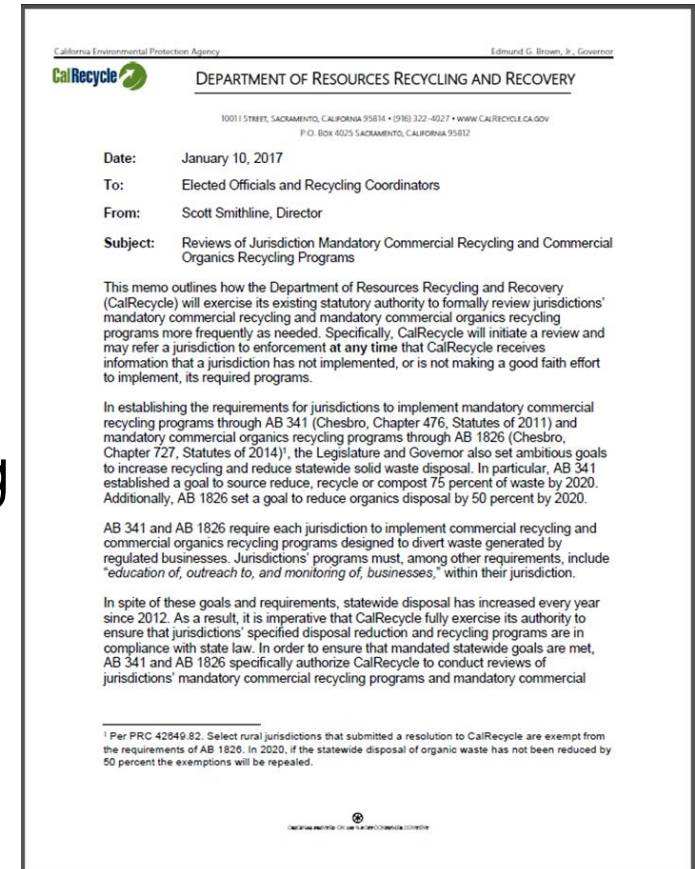 California Environmental Protection Agency Edmund G. Brown, Jr., Governor
CalRecycle DEPARTMENT OF RESOURCES RECYCLING AND RECOVERY
1001 I STREET, SACRAMENTO, CALIFORNIA 95814 • (916) 322-4027 • WWW.CALRECYCLE.CA.GOV
P.O. BOX 4025 SACRAMENTO, CALIFORNIA 95812
Date: January 10, 2017
To: Elected Officials and Recycling Coordinators
From: Scott Smithline, Director
Subject: Reviews of Jurisdiction Mandatory Commercial Recycling and Commercial
Organics Recycling Programs
This memo outlines how the Department of Resources Recycling and Recovery
(CalRecycle) will exercise its existing statutory authority to formally review jurisdictions'
mandatory commercial recycling and mandatory commercial organics recycling
programs more frequently as needed. Specifically, CalRecycle will initiate a review and
may refer a jurisdiction to enforcement at any time that CalRecycle receives
information that a jurisdiction has not implemented, or is not making a good faith effort
to implement, its required programs.
In establishing the requirements for jurisdictions to implement mandatory commercial
recycling programs through AB 341 (Chesbro, Chapter 476, Statutes of 2011) and
mandatory commercial organics recycling programs through AB 1826 (Chesbro,
Chapter 727, Statutes of 2014)¹, the Legislature and Governor also set ambitious goals
to increase recycling and reduce statewide solid waste disposal. In particular, AB 341
established a goal to source reduce, recycle or compost 75 percent of waste by 2020.
Additionally, AB 1826 set a goal to reduce organics disposal by 50 percent by 2020.
g
AB 341 and AB 1826 require each jurisdiction to implement commercial recycling and
commercial organics recycling programs designed to divert waste generated by
regulated businesses. Jurisdictions' programs must, among other requirements, include
"education of, outreach to, and monitoring of, businesses," within their jurisdiction.
In spite of these goals and requirements, statewide disposal has increased every year
since 2012. As a result, it is imperative that CalRecycle fully exercise its authority to
ensure that jurisdictions' specified disposal reduction and recycling programs are in
compliance with state law. In order to ensure that mandated statewide goals are met,
AB 341 and AB 1826 specifically authorize CalRecycle to conduct reviews of
jurisdictions' mandatory commercial recycling programs and mandatory commercial
¹ Per PRC 42649.82. Select rural jurisdictions that submitted a resolution to CalRecycle are exempt from
the requirements of AB 1826. In 2020, if the statewide disposal of organic waste has not been reduced by
50 percent the exemptions will be repealed.